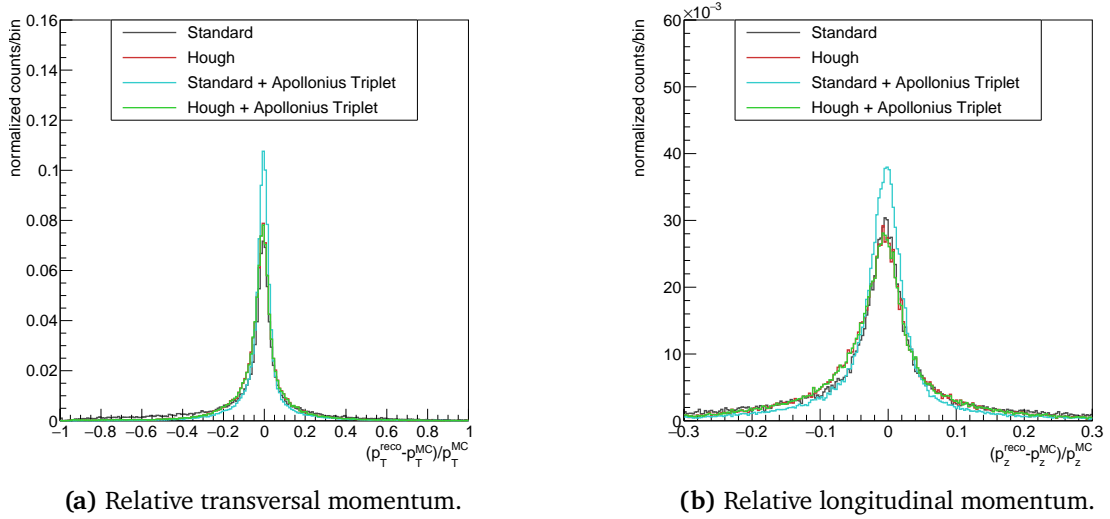 normalized counts/bin
0.16
0.14
0.12
0.1
0.08
0.06
0.04
0.02
0
Standard
Hough
Standard + Apollonius Triplet
Hough + Apollonius Triplet
−1 −0.8 −0.6 −0.4 −0.2 0 0.2 0.4 0.6 0.8 1
(p_T^reco-p_T^MC)/p_T^MC
(a) Relative transversal momentum.
×10⁻³
normalized counts/bin
60
50
40
30
20
10
0
Standard
Hough
Standard + Apollonius Triplet
Hough + Apollonius Triplet
−0.3 −0.2 −0.1 0 0.1 0.2 0.3
(p_z^reco-p_z^MC)/p_z^MC
(b) Relative longitudinal momentum.